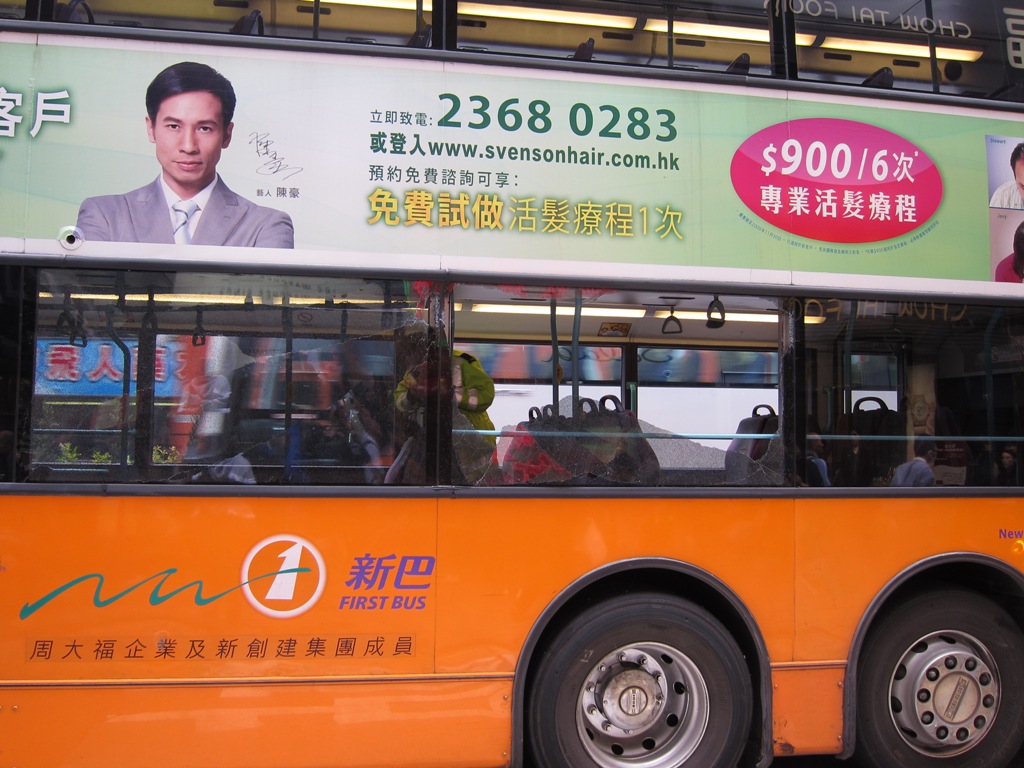 CHOW TAI FOOK
客戶
立即致電：2368 0283
或登入www.svensonhair.com.hk
預約免費諮詢可享：
免費試做活髮療程1次
藝人 陳豪
$900/6次*
專業活髮療程
1
新巴
FIRST BUS
周大福企業及新創建集團成員
New